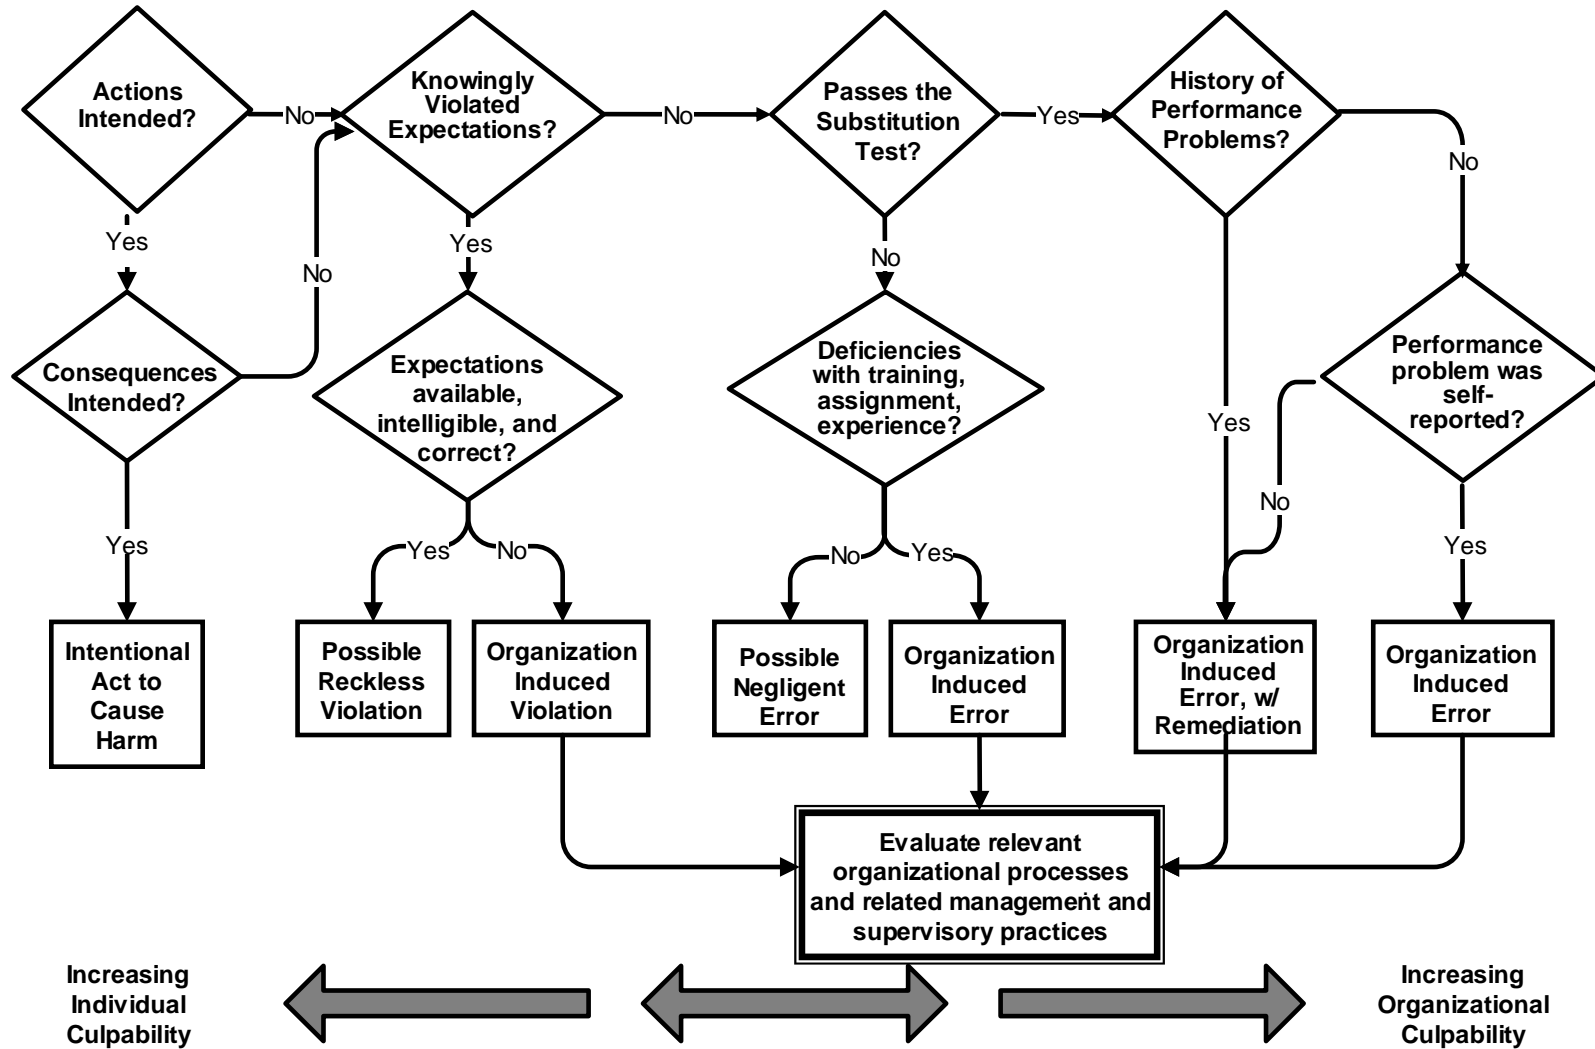 Actions
Intended?
No
Knowingly
Violated
Expectations?
No
Passes the
Substitution
Test?
Yes
History of
Performance
Problems?
No
Yes
No
Yes
No
Consequences
Intended?
Expectations
available,
intelligible, and
correct?
Deficiencies
with training,
assignment,
experience?
Yes
Performance
problem was
self-
reported?
No
Yes
Yes
No
No
Yes
Yes
Intentional
Act to
Cause
Harm
Possible
Reckless
Violation
Organization
Induced
Violation
Possible
Negligent
Error
Organization
Induced
Error
Organization
Induced
Error, w/
Remediation
Organization
Induced
Error
Evaluate relevant
organizational processes
and related management and
supervisory practices
Increasing
Individual
Culpability
Increasing
Organizational
Culpability